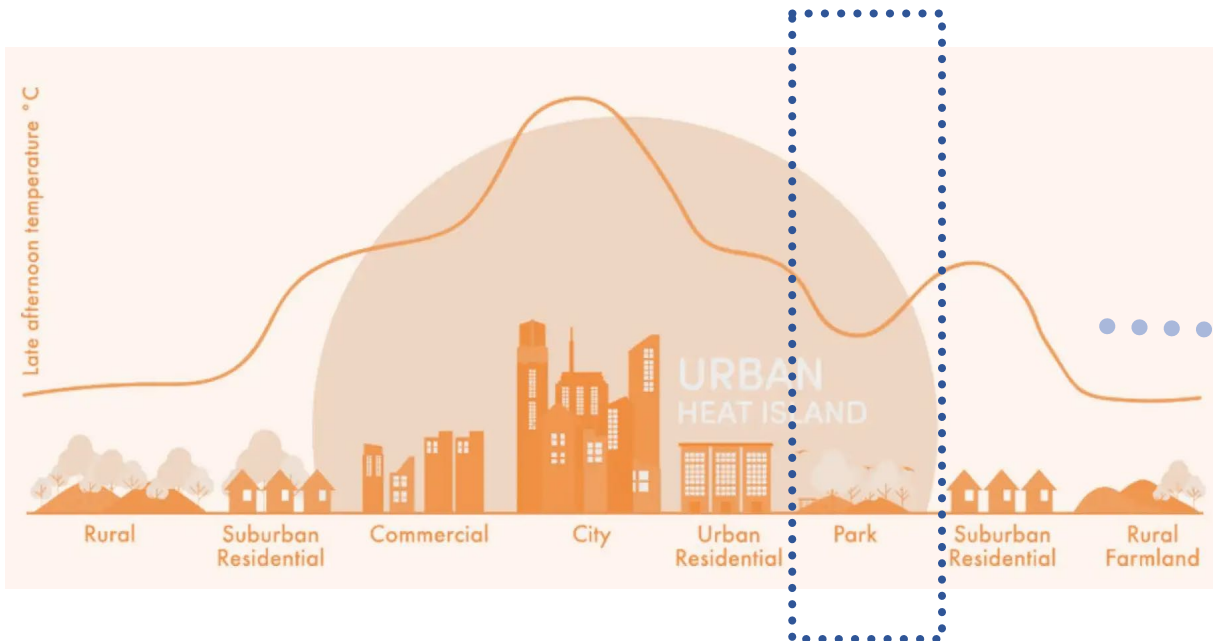 Late afternoon temperature °C
URBAN
HEAT ISLAND
Rural
Suburban
Residential
Commercial
City
Urban
Residential
Park
Suburban
Residential
Rural
Farmland